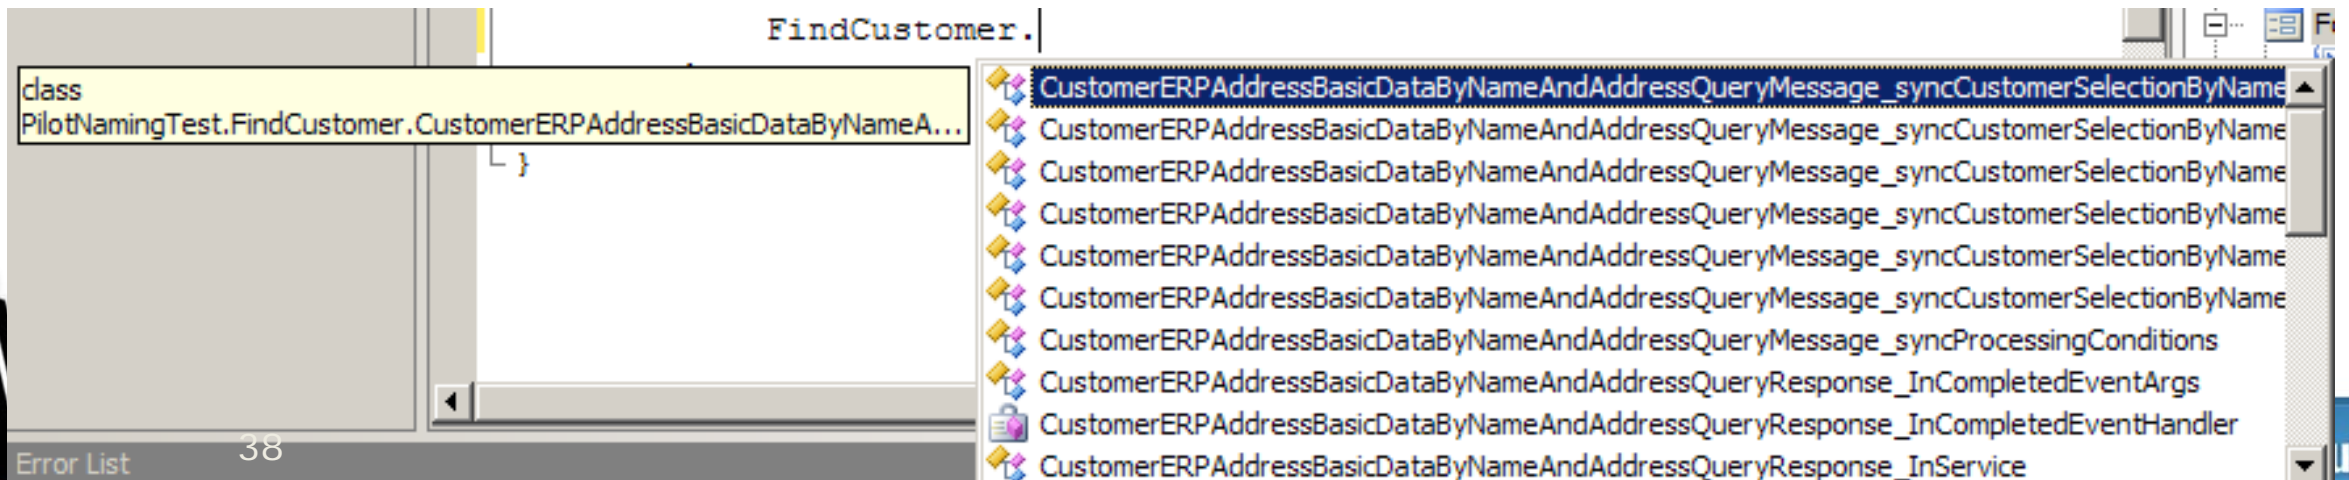 FindCustomer.
class
PilotNamingTest.FindCustomer.CustomerERPAddressBasicDataByNameA...
}
CustomerERPAddressBasicDataByNameAndAddressQueryMessage_syncCustomerSelectionByName
CustomerERPAddressBasicDataByNameAndAddressQueryMessage_syncCustomerSelectionByName
CustomerERPAddressBasicDataByNameAndAddressQueryMessage_syncCustomerSelectionByName
CustomerERPAddressBasicDataByNameAndAddressQueryMessage_syncCustomerSelectionByName
CustomerERPAddressBasicDataByNameAndAddressQueryMessage_syncCustomerSelectionByName
CustomerERPAddressBasicDataByNameAndAddressQueryMessage_syncCustomerSelectionByName
CustomerERPAddressBasicDataByNameAndAddressQueryMessage_syncProcessingConditions
CustomerERPAddressBasicDataByNameAndAddressQueryResponse_InCompletedEventArgs
CustomerERPAddressBasicDataByNameAndAddressQueryResponse_InCompletedEventHandler
CustomerERPAddressBasicDataByNameAndAddressQueryResponse_InService
38
Error List